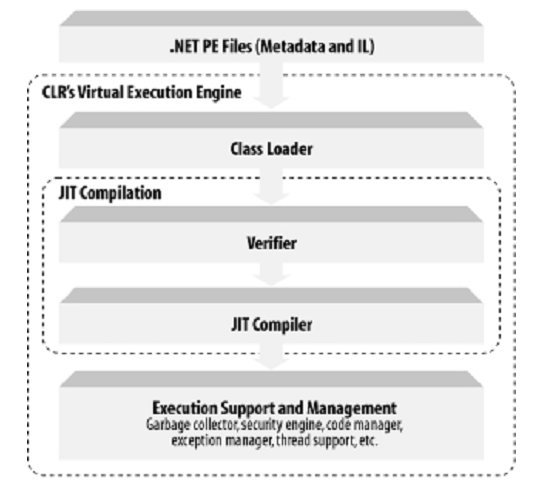 .NET PE Files (Metadata and IL)
CLR's Virtual Execution Engine
Class Loader
JIT Compilation
Verifier
JIT Compiler
Execution Support and Management
Garbage collector, security engine, code manager,
exception manager, thread support, etc.